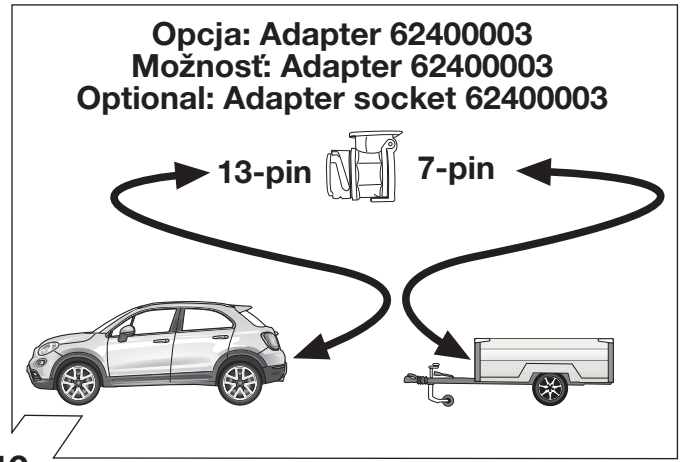 Opcja: Adapter 62400003
Možnosť: Adapter 62400003
Optional: Adapter socket 62400003
13-pin 7-pin